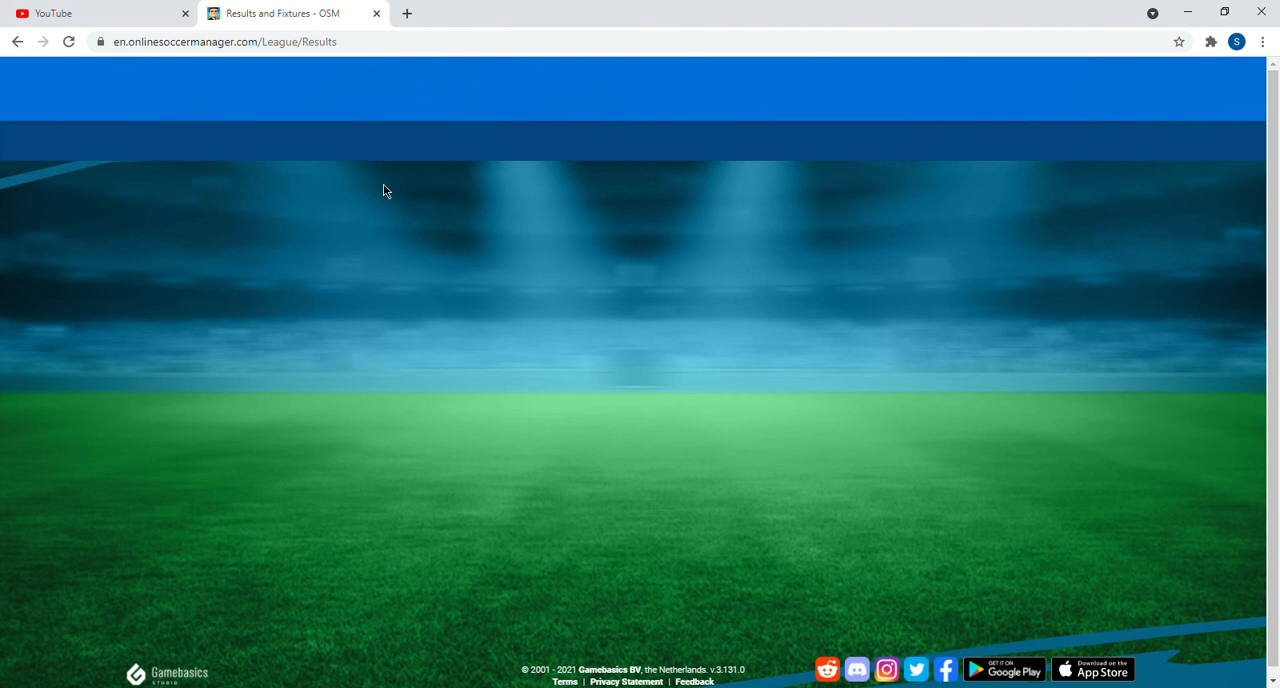 YouTube
Results and Fixtures - OSM
en.onlinesoccermanager.com/League/Results
S
Gamebasics
STUDIO
© 2001 - 2021 Gamebasics BV, the Netherlands. v.3.131.0
Terms | Privacy Statement | Feedback
GET IT ON
Google Play
Download on the
App Store